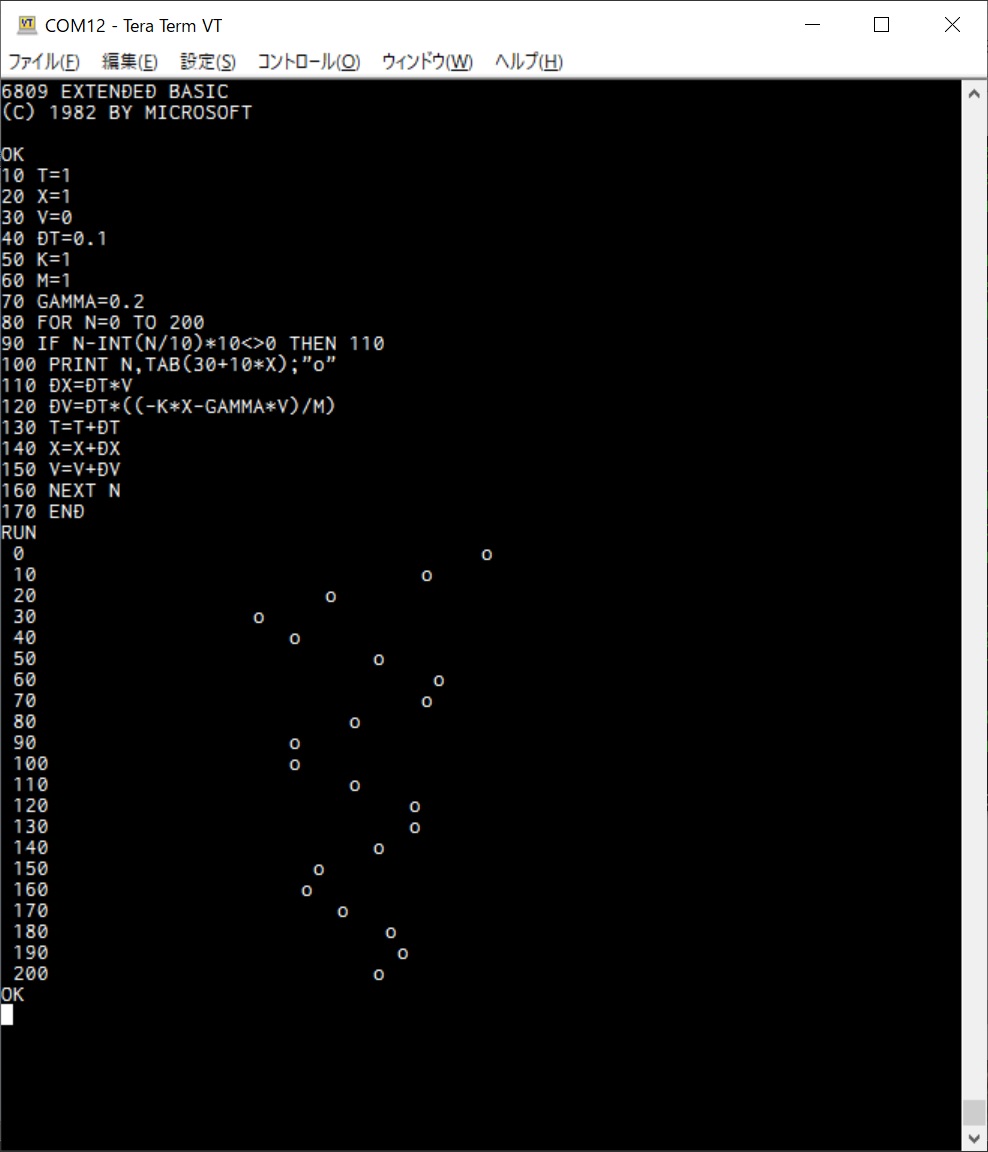 COM12 - Tera Term VT
ファイル(F) 編集(E) 設定(S) コントロール(O) ウィンドウ(W) ヘルプ(H)
6809 EXTENDED BASIC
(C) 1982 BY MICROSOFT
OK
10 T=1
20 X=1
30 V=0
40 DT=0.1
50 K=1
60 M=1
70 GAMMA=0.2
80 FOR N=0 TO 200
90 IF N-INT(N/10)*10<>0 THEN 110
100 PRINT N,TAB(30+10*X);"o"
110 DX=DT*V
120 DV=DT*((-K*X-GAMMA*V)/M)
130 T=T+DT
140 X=X+DX
150 V=V+DV
160 NEXT N
170 END
RUN
0 o
10 o
20 o
30 o
40 o
50 o
60 o
70 o
80 o
90 o
100 o
110 o
120 o
130 o
140 o
150 o
160 o
170 o
180 o
190 o
200 o
OK